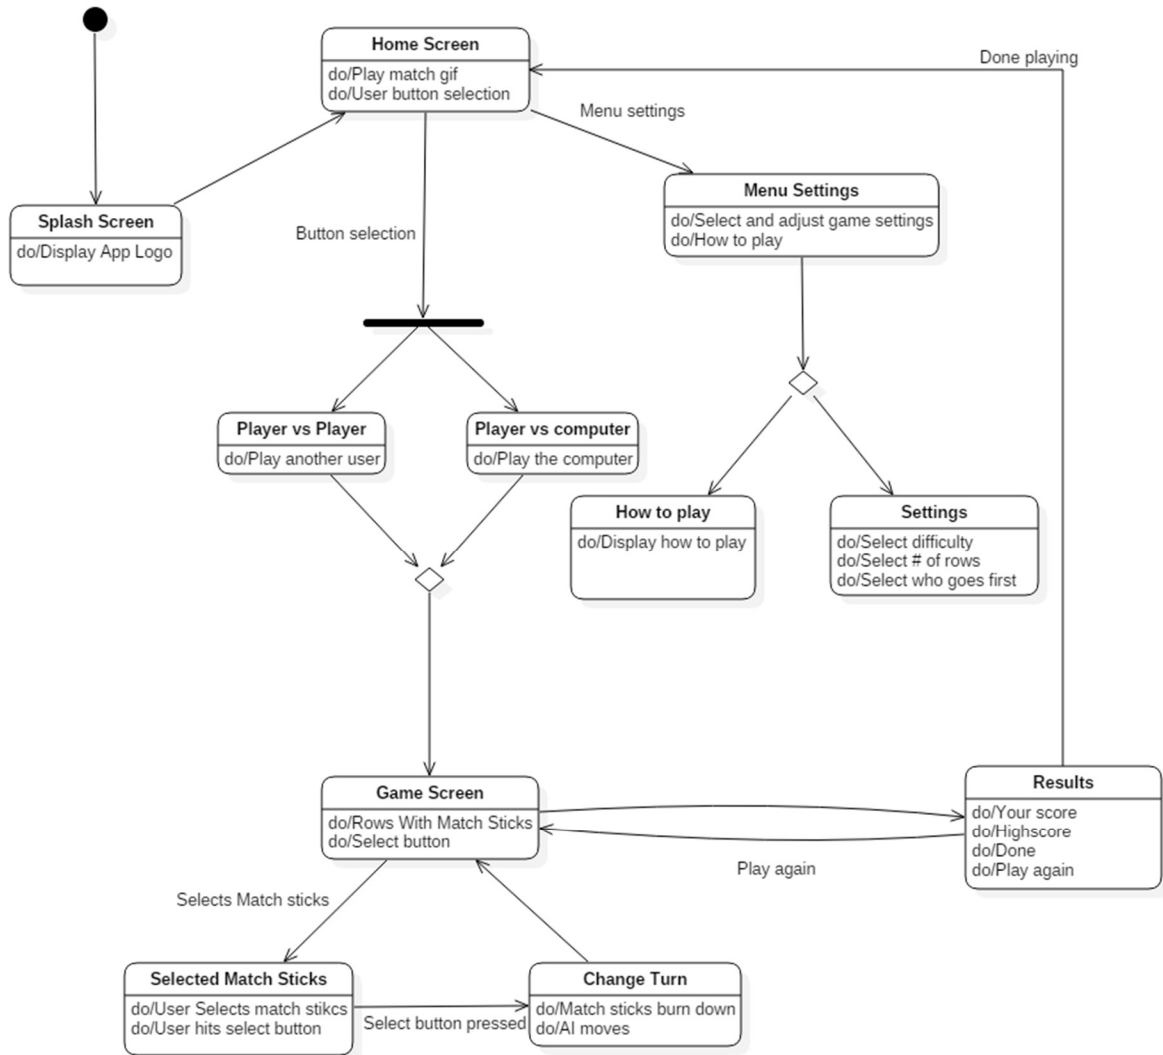 Home Screen
do/Play match gif
do/User button selection
Done playing
Menu settings
Splash Screen
do/Display App Logo
Button selection
Menu Settings
do/Select and adjust game settings
do/How to play
Player vs Player
do/Play another user
Player vs computer
do/Play the computer
How to play
do/Display how to play
Settings
do/Select difficulty
do/Select # of rows
do/Select who goes first
Game Screen
do/Rows With Match Sticks
do/Select button
Results
do/Your score
do/Highscore
do/Done
do/Play again
Play again
Selects Match sticks
Selected Match Sticks
do/User Selects match stikcs
do/User hits select button
Select button pressed
Change Turn
do/Match sticks burn down
do/AI moves